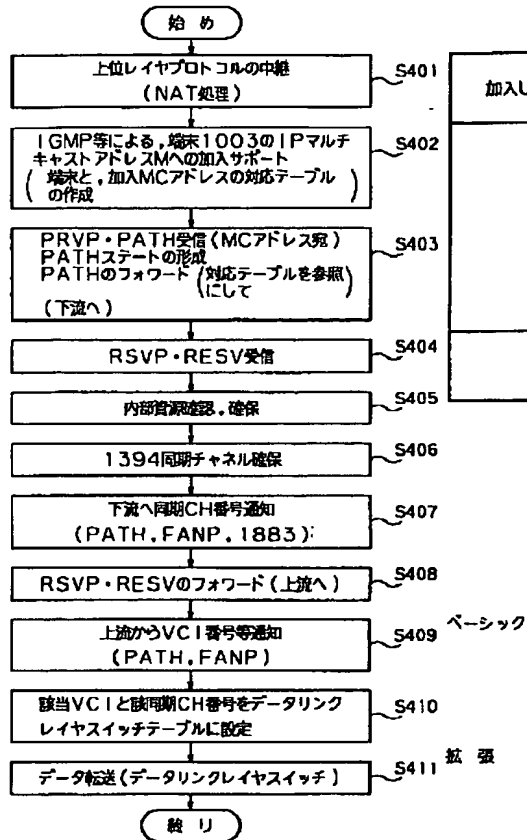 始め
上位レイヤプロトコルの中継
(NAT処理)
S401
IGMP等による,端末1003のIPマルチ
キャストアドレスMへの加入サポート
(端末と,加入MCアドレスの対応テーブル
の作成)
S402
PRVP・PATH受信(MCアドレス宛)
PATHステートの形成
PATHのフォワード(対応テーブルを参照
にして)
(下流へ)
S403
RSVP・RESV受信
S404
内部資源確認,確保
S405
1394同期チャネル確保
S406
下流へ同期CH番号通知
(PATH,FANP,1883):
S407
RSVP・RESVのフォワード(上流へ)
S408
上流からVCI番号等通知
(PATH,FANP)
S409
該当VCIと該同期CH番号をデータリンク
レイヤスイッチテーブルに設定
S410
データ転送(データリンクレイヤスイッチ)
S411
終り
加入し
ベーシック
拡張